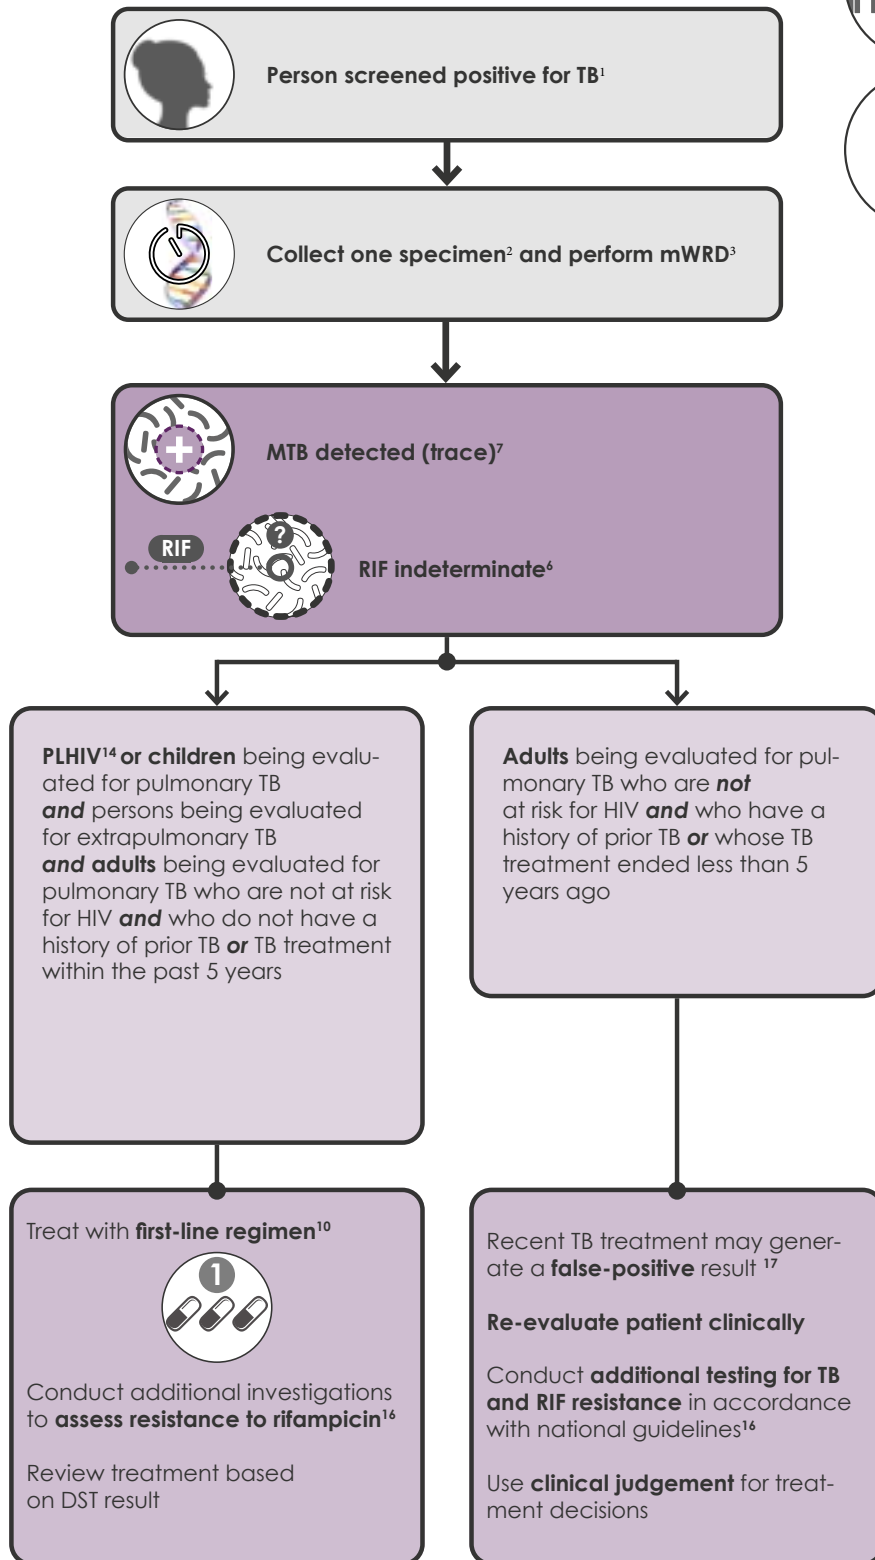 Person screened positive for TB¹
Collect one specimen² and perform mWRD³
MTB detected (trace)⁷
?
RIF
RIF indeterminate⁶
PLHIV¹⁴ or children being evalu-
ated for pulmonary TB
and persons being evaluated
for extrapulmonary TB
and adults being evaluated for
pulmonary TB who are not at risk
for HIV and who do not have a
history of prior TB or TB treatment
within the past 5 years
Adults being evaluated for pul-
monary TB who are not
at risk for HIV and who have a
history of prior TB or whose TB
treatment ended less than 5
years ago
Treat with first-line regimen¹⁰
1
Conduct additional investigations
to assess resistance to rifampicin¹⁶
Review treatment based
on DST result
Recent TB treatment may gener-
ate a false-positive result ¹⁷
Re-evaluate patient clinically
Conduct additional testing for TB
and RIF resistance in accordance
with national guidelines¹⁶
Use clinical judgement for treat-
ment decisions